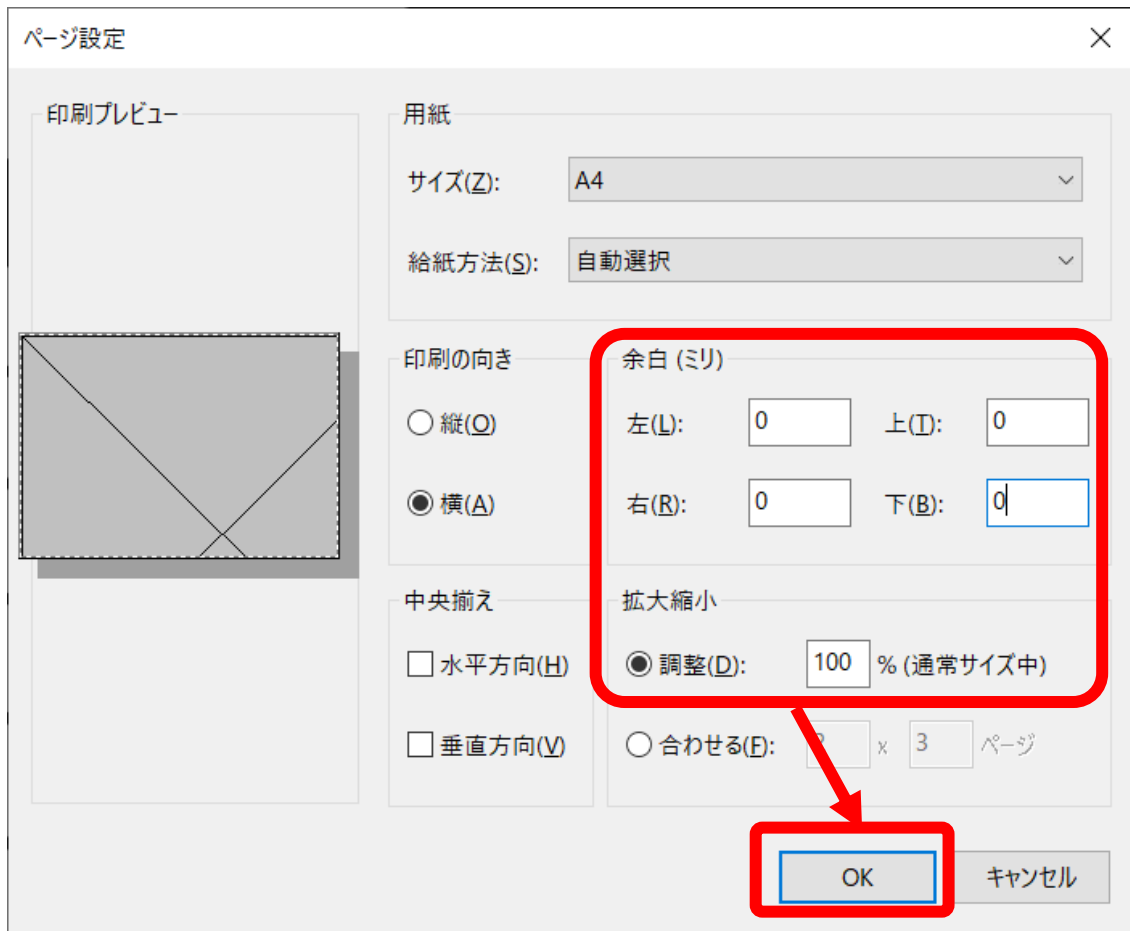 ページ設定
印刷プレビュー
用紙
サイズ(Z): A4
給紙方法(S): 自動選択
印刷の向き
縦(O)
横(A)
余白 (ミリ)
左(L): 0 上(T): 0
右(R): 0 下(B): 0
中央揃え
水平方向(H)
垂直方向(V)
拡大縮小
調整(D): 100 % (通常サイズ中)
合わせる(F): x 3 ページ
OK キャンセル